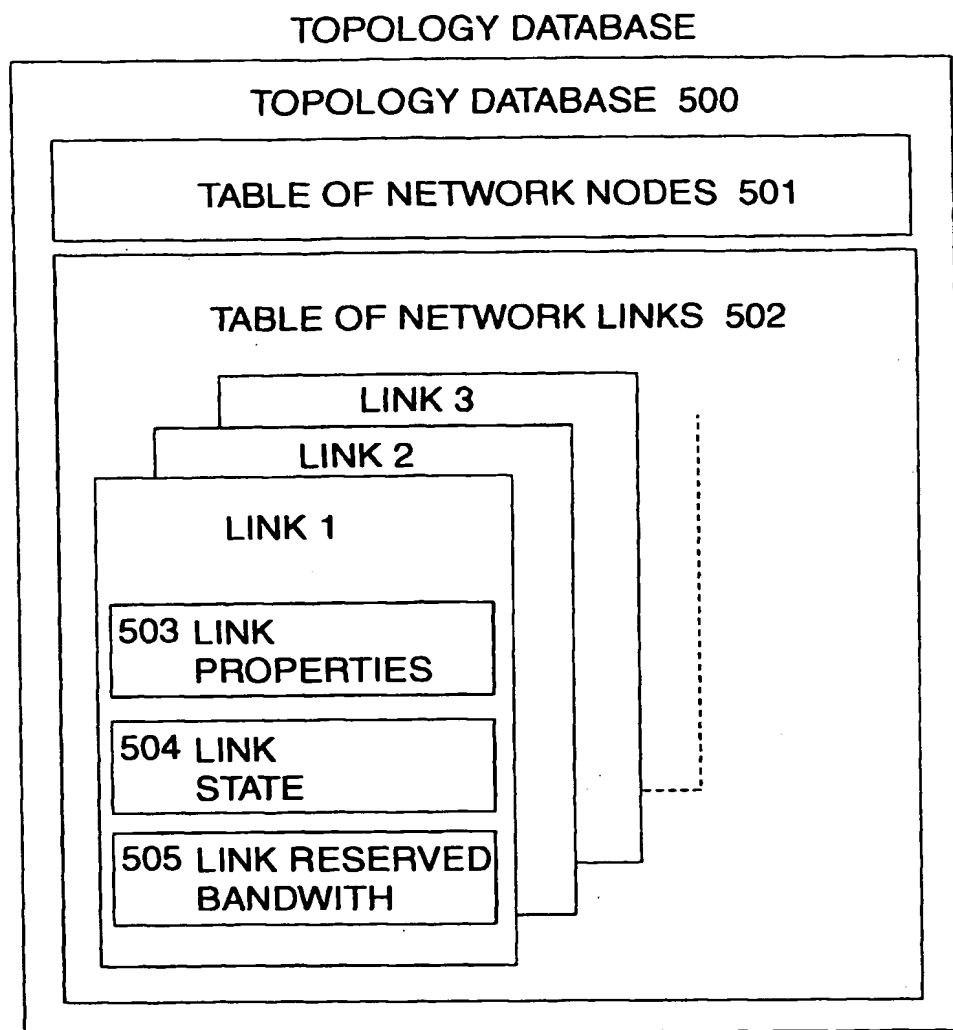 TOPOLOGY DATABASE
TOPOLOGY DATABASE 500
TABLE OF NETWORK NODES 501
TABLE OF NETWORK LINKS 502
LINK 3
LINK 2
LINK 1
503 LINK
PROPERTIES
504 LINK
STATE
505 LINK RESERVED
BANDWITH